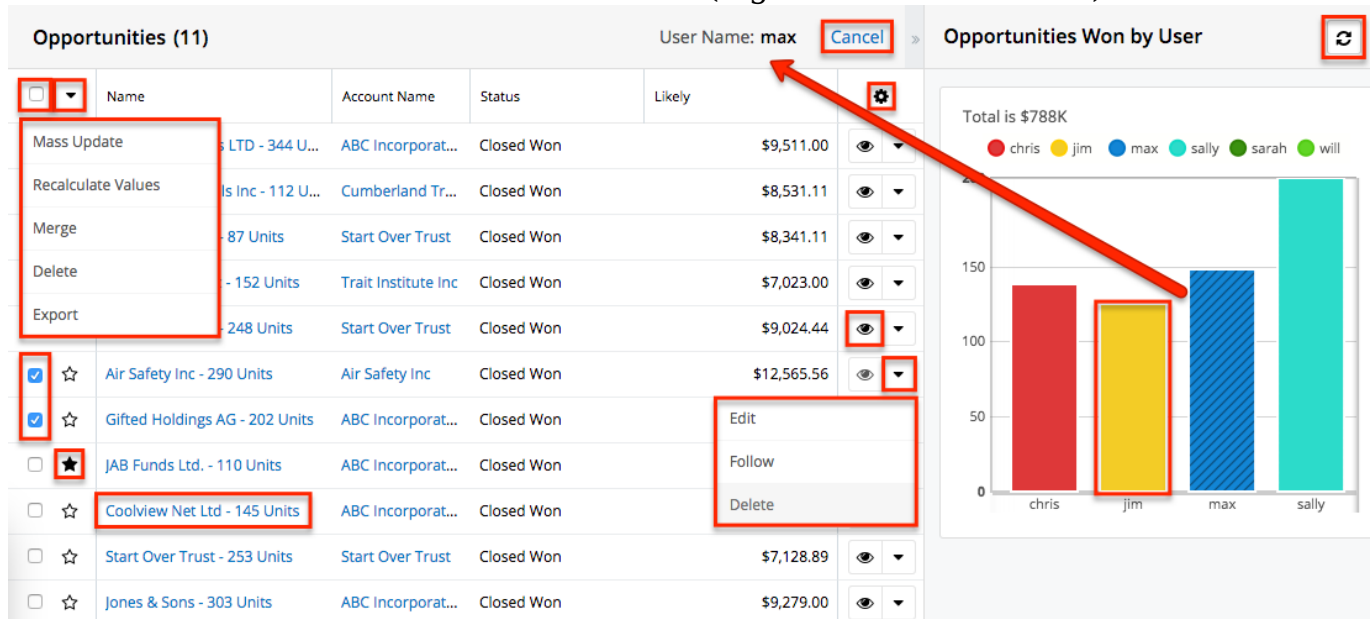 Opportunities (11) User Name: max Cancel » Opportunities Won by User
Name Account Name Status Likely
Total is $788K
chris jim max sally sarah will
Mass Update s LTD - 344 U... ABC Incorporat... Closed Won $9,511.00
Recalculate Values ls Inc - 112 U... Cumberland Tr... Closed Won $8,531.11
Merge - 87 Units Start Over Trust Closed Won $8,341.11
Delete - 152 Units Trait Institute Inc Closed Won $7,023.00
Export - 248 Units Start Over Trust Closed Won $9,024.44
Air Safety Inc - 290 Units Air Safety Inc Closed Won $12,565.56
Gifted Holdings AG - 202 Units ABC Incorporat... Closed Won
JAB Funds Ltd. - 110 Units ABC Incorporat... Closed Won
Coolview Net Ltd - 145 Units ABC Incorporat... Closed Won
Edit
Follow
Delete
Start Over Trust - 253 Units Start Over Trust Closed Won $7,128.89
Jones & Sons - 303 Units ABC Incorporat... Closed Won $9,279.00
150
100
50
0
chris jim max sally